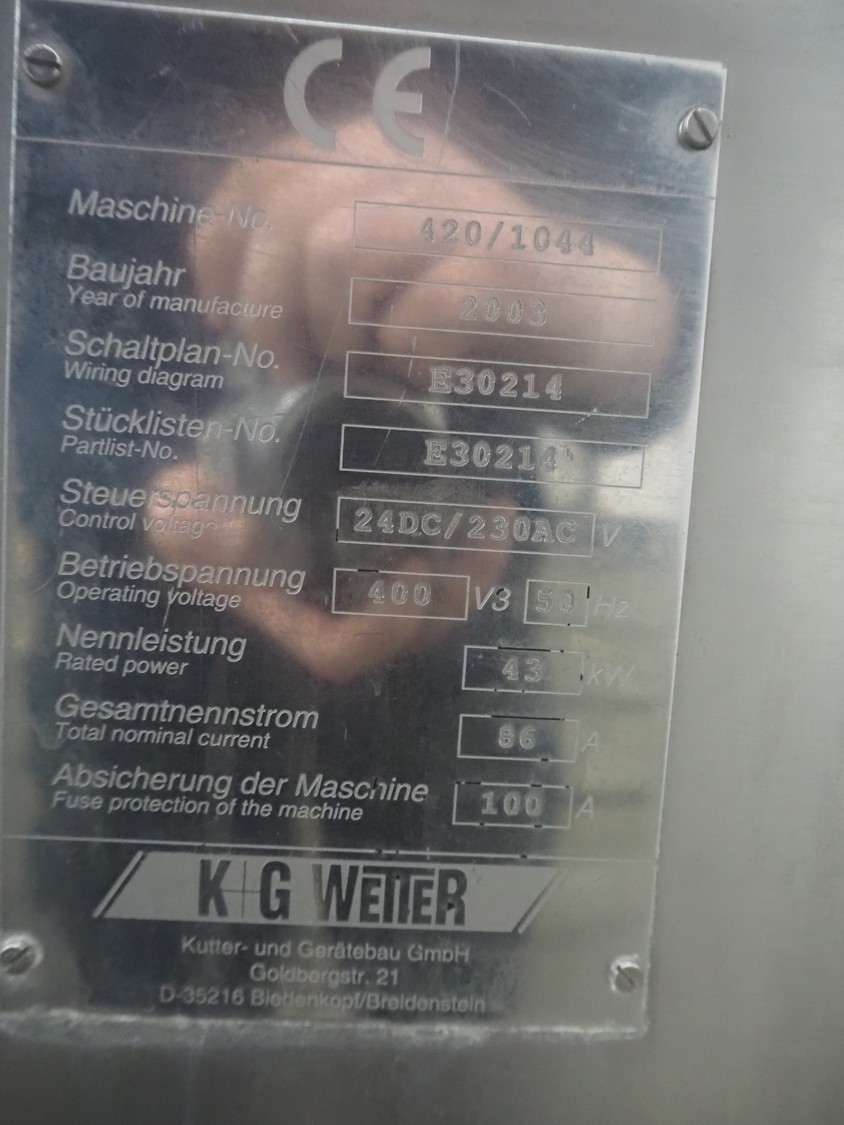 CE
Maschine-No. 420/1044
Baujahr
Year of manufacture 2003
Schaltplan-No.
Wiring diagram E30214
Stücklisten-No.
Partlist-No. E30214
Steuerspannung
Control voltage 24DC/230AC V
Betriebspannung
Operating voltage 400 V3 50 Hz
Nennleistung
Rated power 43 kW
Gesamtnennstrom
Total nominal current 86 A
Absicherung der Maschine
Fuse protection of the machine 100 A
K+G WETTER
Kutter- und Gerätebau GmbH
Goldbergstr. 21
D-35216 Biedenkopf/Breidenstein